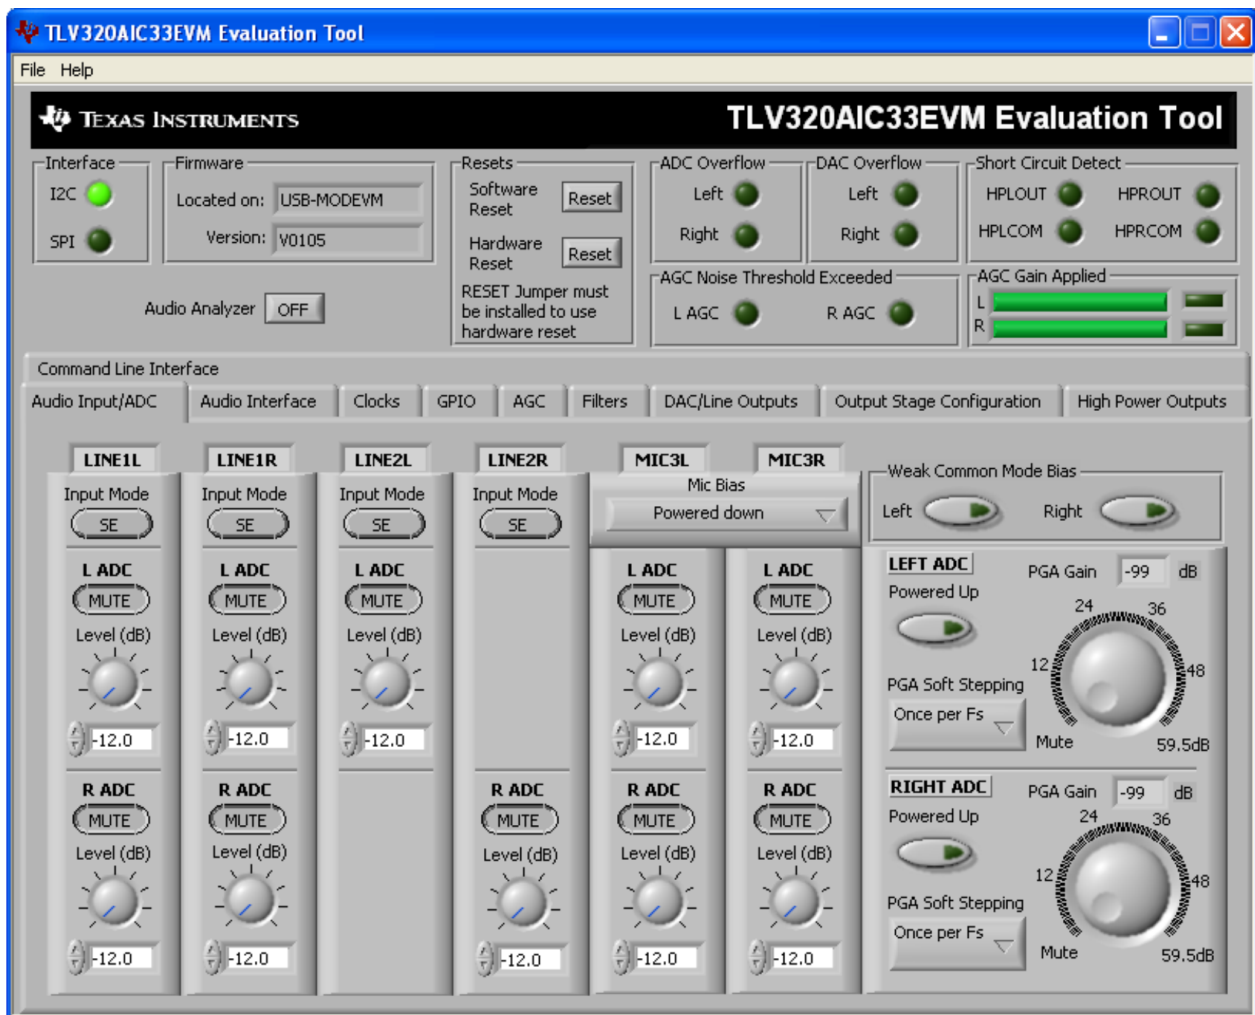 TLV320AIC33EVM Evaluation Tool
File Help
TEXAS INSTRUMENTS TLV320AIC33EVM Evaluation Tool
Interface
I2C
SPI
Firmware
Located on: USB-MODEVM
Version: V0105
Audio Analyzer OFF
Resets
Software Reset Reset
Hardware Reset Reset
RESET Jumper must
be installed to use
hardware reset
ADC Overflow
Left
Right
DAC Overflow
Left
Right
Short Circuit Detect
HPLOUT HPROUT
HPLCOM HPRCOM
AGC Noise Threshold Exceeded
L AGC R AGC
AGC Gain Applied
L
R
Command Line Interface
Audio Input/ADC Audio Interface Clocks GPIO AGC Filters DAC/Line Outputs Output Stage Configuration High Power Outputs
LINE1L
Input Mode
SE
L ADC
MUTE
Level (dB)
-12.0
R ADC
MUTE
Level (dB)
-12.0
LINE1R
Input Mode
SE
L ADC
MUTE
Level (dB)
-12.0
R ADC
MUTE
Level (dB)
-12.0
LINE2L
Input Mode
SE
L ADC
MUTE
Level (dB)
-12.0
LINE2R
Input Mode
SE
R ADC
MUTE
Level (dB)
-12.0
MIC3L MIC3R
Mic Bias
Powered down
L ADC
MUTE
Level (dB)
-12.0
R ADC
MUTE
Level (dB)
-12.0
L ADC
MUTE
Level (dB)
-12.0
R ADC
MUTE
Level (dB)
-12.0
Weak Common Mode Bias
Left Right
LEFT ADC
Powered Up
PGA Soft Stepping
Once per Fs
PGA Gain -99 dB
24 36
12 48
Mute 59.5dB
RIGHT ADC
Powered Up
PGA Soft Stepping
Once per Fs
PGA Gain -99 dB
24 36
12 48
Mute 59.5dB